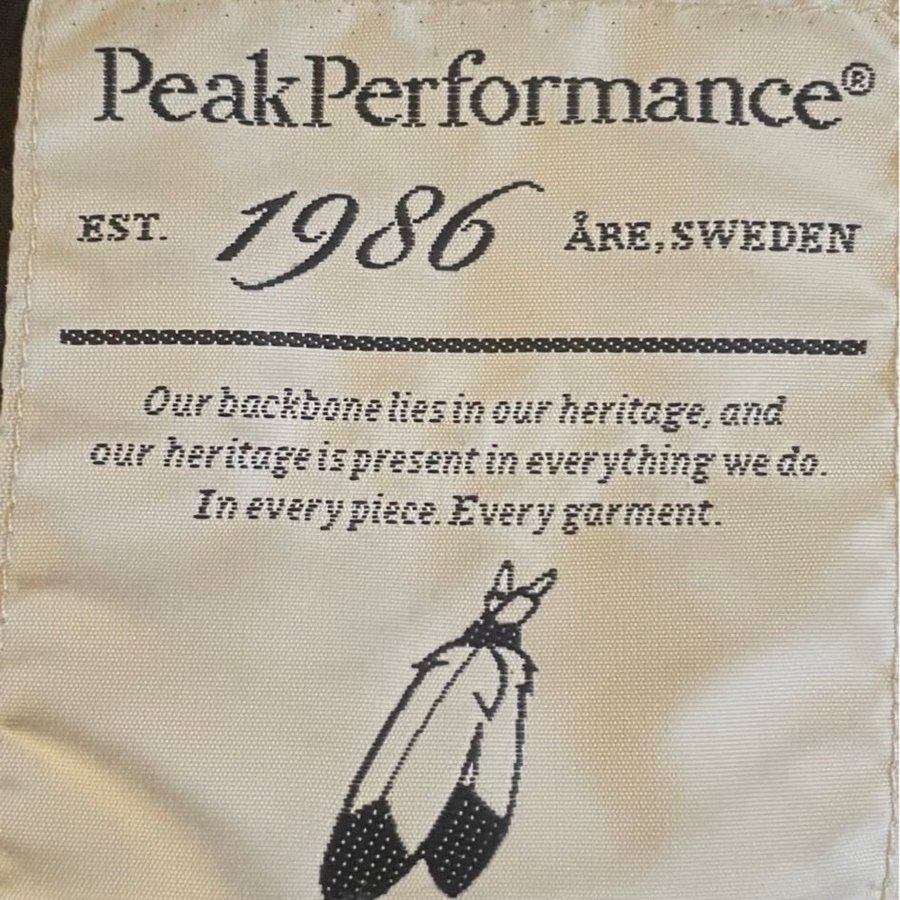 PeakPerformance®
EST. 1986 ÅRE, SWEDEN
Our backbone lies in our heritage, and
our heritage is present in everything we do.
In every piece. Every garment.